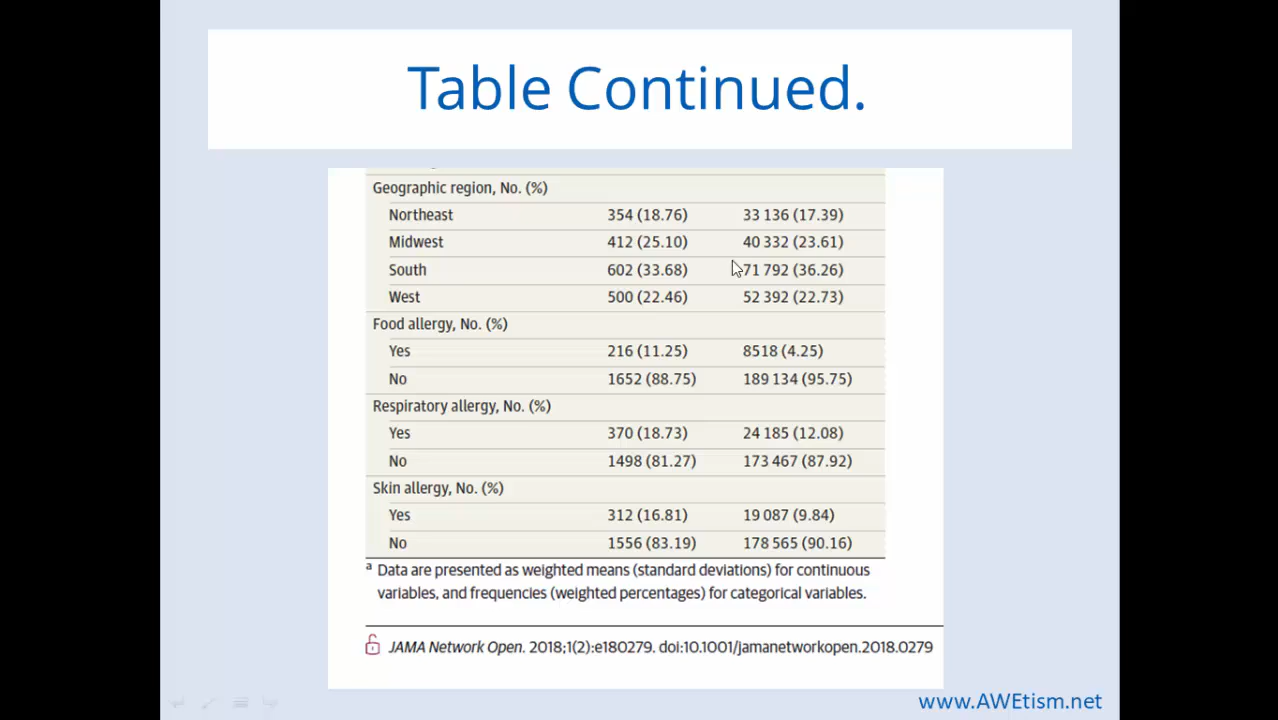 Table Continued.
Geographic region, No. (%)
Northeast 354 (18.76) 33 136 (17.39)
Midwest 412 (25.10) 40 332 (23.61)
South 602 (33.68) 71 792 (36.26)
West 500 (22.46) 52 392 (22.73)
Food allergy, No. (%)
Yes 216 (11.25) 8518 (4.25)
No 1652 (88.75) 189 134 (95.75)
Respiratory allergy, No. (%)
Yes 370 (18.73) 24 185 (12.08)
No 1498 (81.27) 173 467 (87.92)
Skin allergy, No. (%)
Yes 312 (16.81) 19 087 (9.84)
No 1556 (83.19) 178 565 (90.16)
a Data are presented as weighted means (standard deviations) for continuous
variables, and frequencies (weighted percentages) for categorical variables.
JAMA Network Open. 2018;1(2):e180279. doi:10.1001/jamanetworkopen.2018.0279
www.AWEtism.net